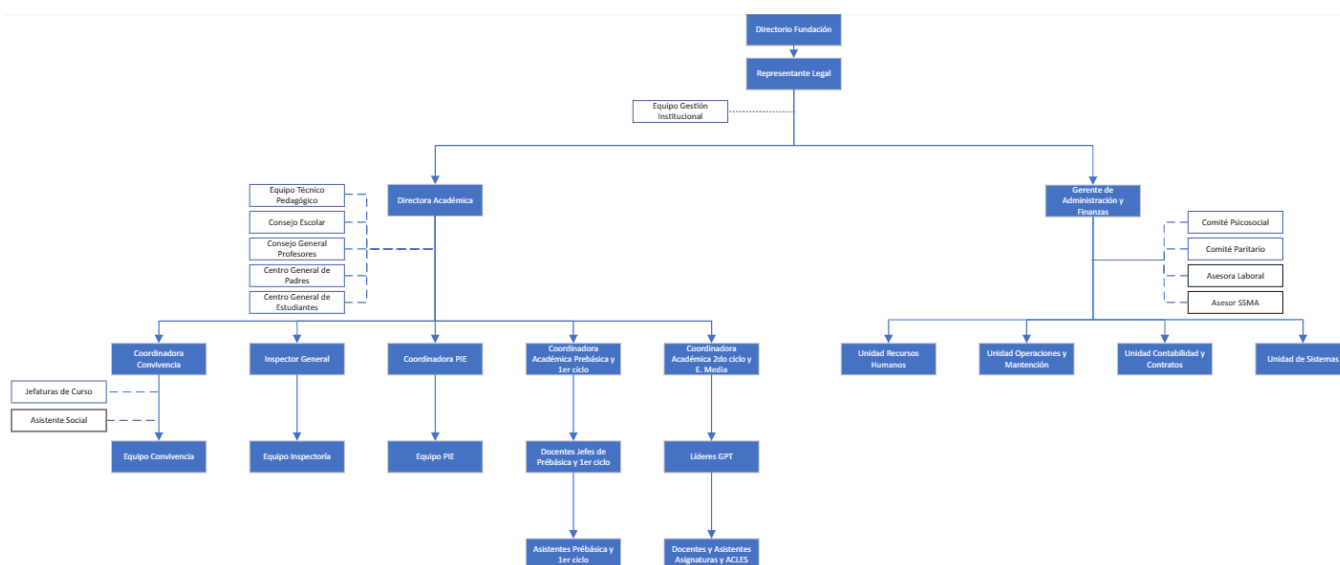 Directorio Fundación
Representante Legal
Equipo Gestión
Institucional
Equipo Técnico
Pedagógico
Consejo Escolar
Consejo General
Profesores
Centro General de
Padres
Centro General de
Estudiantes
Directora Académica
Gerente de
Administración y
Finanzas
Comité Psicosocial
Comité Paritario
Asesora Laboral
Asesor SSMA
Coordinadora
Convivencia
Inspector General
Coordinadora PIE
Coordinadora
Académica Prebásica y
1er ciclo
Coordinadora
Académica 2do ciclo y
E. Media
Unidad Recursos
Humanos
Unidad Operaciones y
Mantención
Unidad Contabilidad y
Contratos
Unidad de Sistemas
Jefaturas de Curso
Asistente Social
Equipo Convivencia
Equipo Inspectoría
Equipo PIE
Docentes Jefes de
Prébásica y 1er ciclo
Líderes GPT
Asistentes Prébásica y
1er ciclo
Docentes y Asistentes
Asignaturas y ACLES